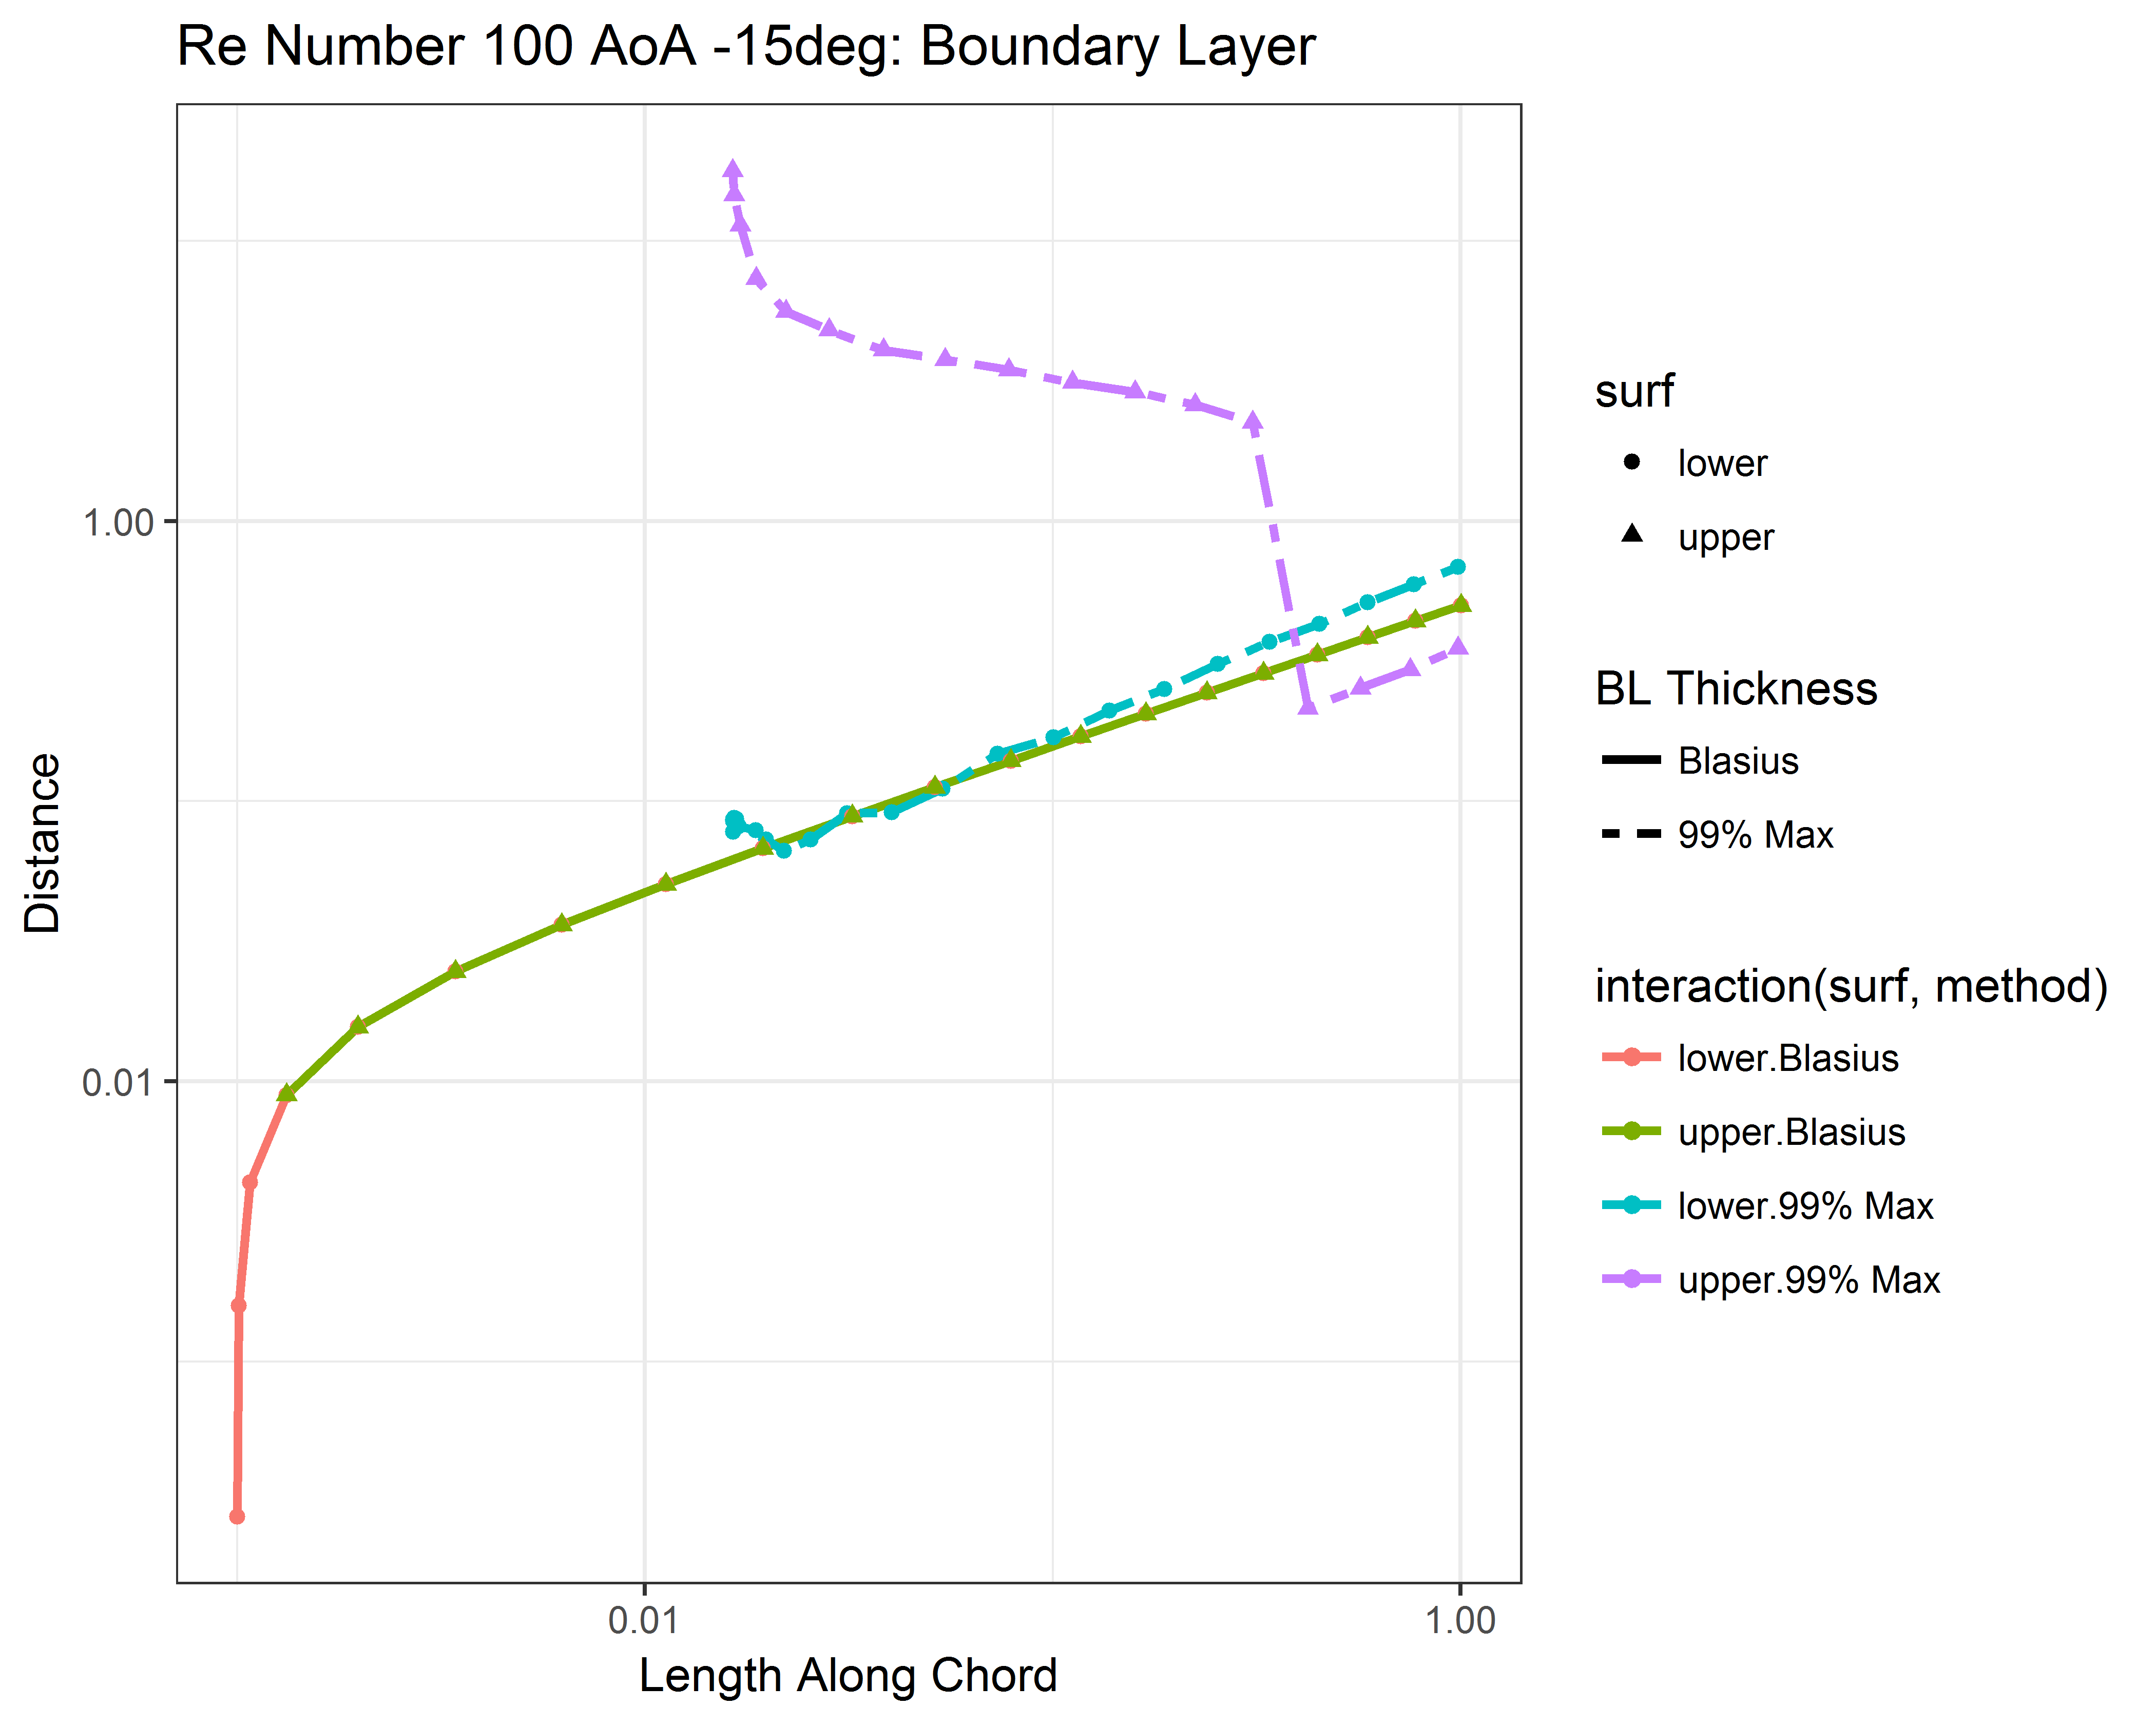 Re Number 100 AoA -15deg: Boundary Layer
Distance
1.00
0.01
0.01
1.00
Length Along Chord
surf
lower
upper
BL Thickness
Blasius
99% Max
interaction(surf, method)
lower.Blasius
upper.Blasius
lower.99% Max
upper.99% Max